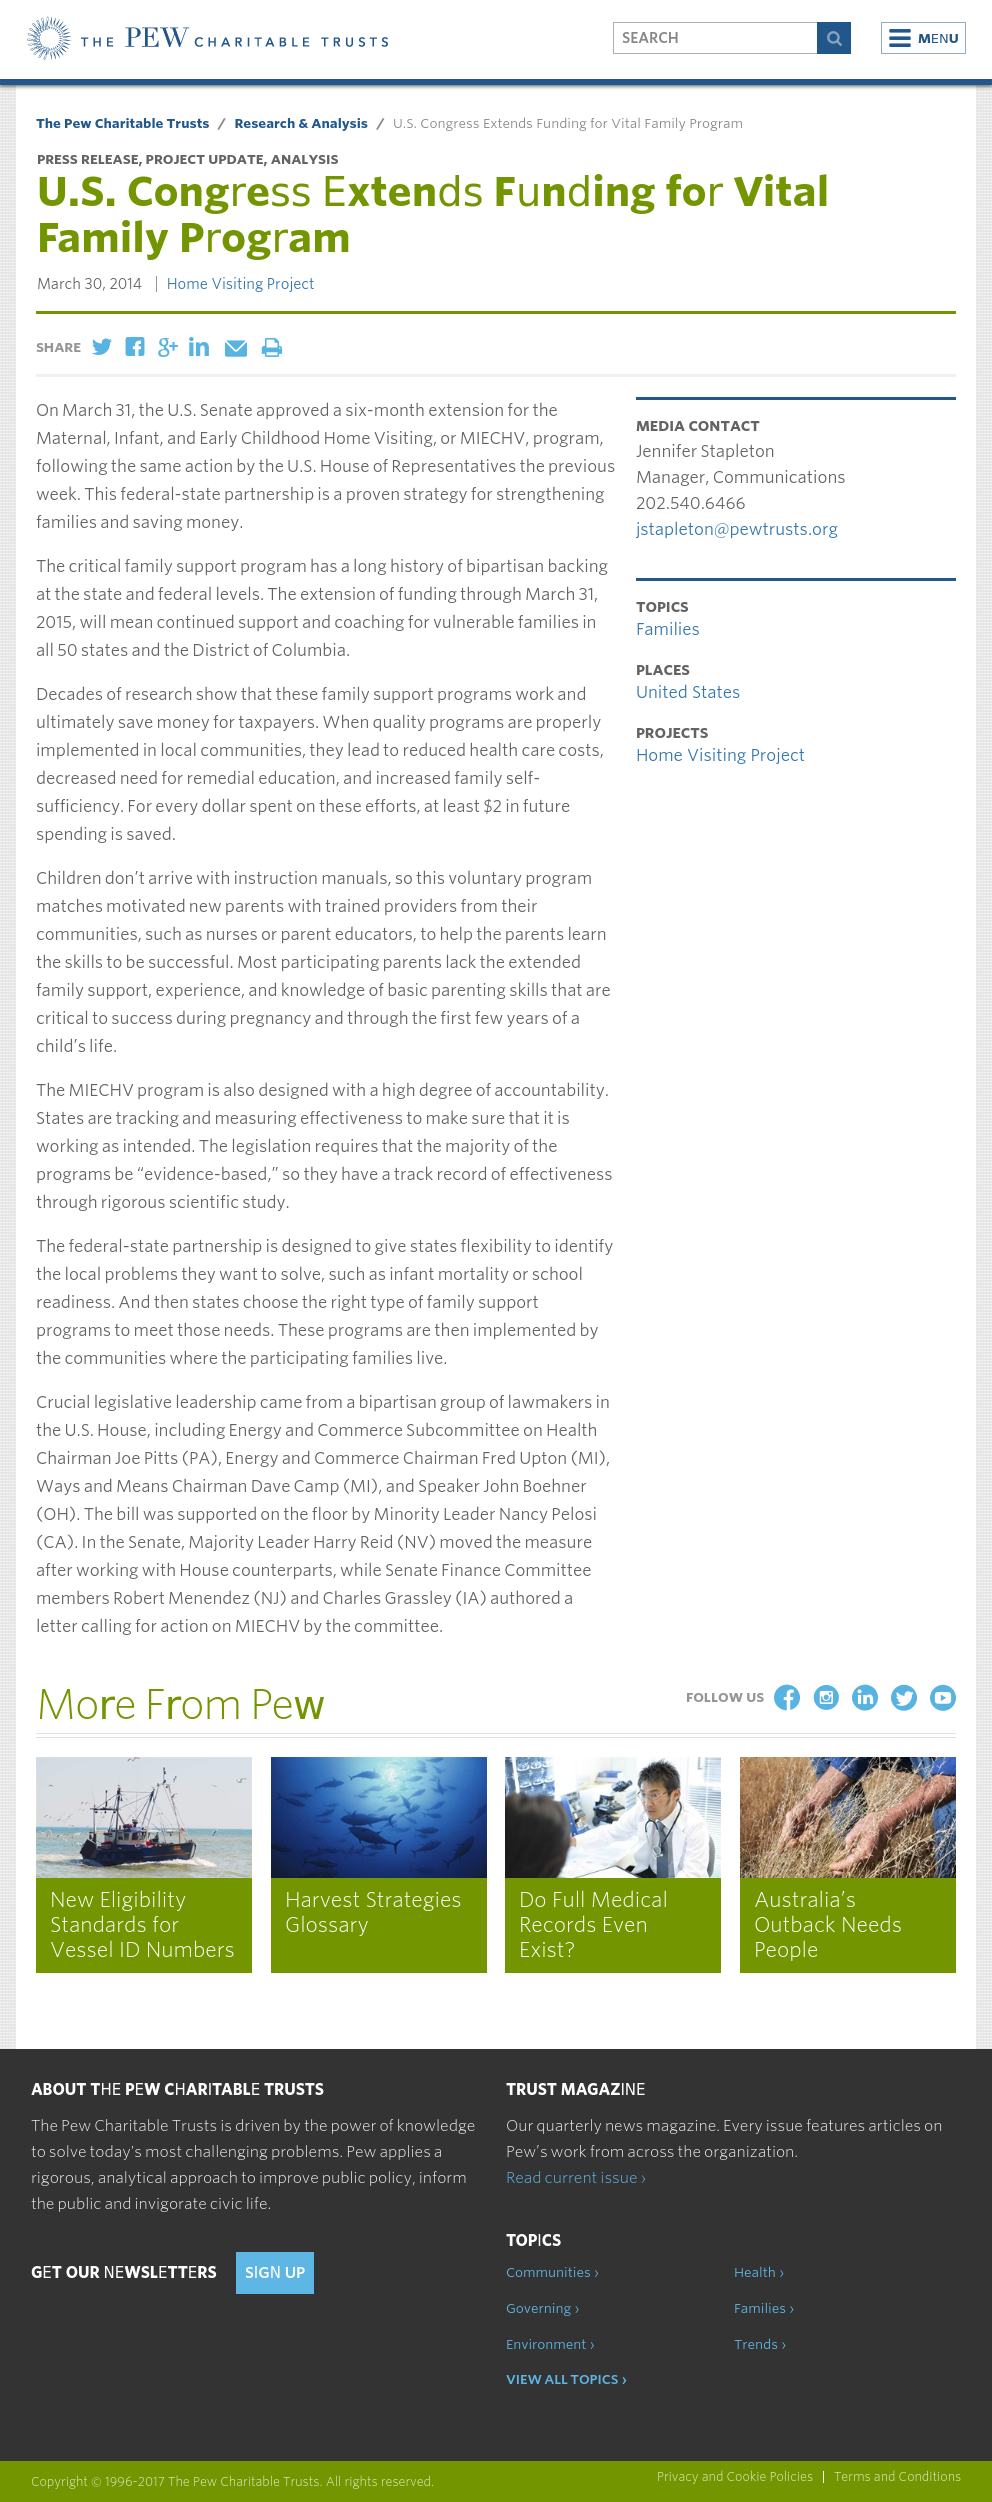 THE PEW CHARITABLE TRUSTS
SEARCH
MENU
The Pew Charitable Trusts / Research & Analysis / U.S. Congress Extends Funding for Vital Family Program
PRESS RELEASE, PROJECT UPDATE, ANALYSIS
U.S. Congress Extends Funding for Vital
Family Program
March 30, 2014 | Home Visiting Project
SHARE
On March 31, the U.S. Senate approved a six-month extension for the
Maternal, Infant, and Early Childhood Home Visiting, or MIECHV, program,
following the same action by the U.S. House of Representatives the previous
week. This federal-state partnership is a proven strategy for strengthening
families and saving money.
The critical family support program has a long history of bipartisan backing
at the state and federal levels. The extension of funding through March 31,
2015, will mean continued support and coaching for vulnerable families in
all 50 states and the District of Columbia.
Decades of research show that these family support programs work and
ultimately save money for taxpayers. When quality programs are properly
implemented in local communities, they lead to reduced health care costs,
decreased need for remedial education, and increased family self-
sufficiency. For every dollar spent on these efforts, at least $2 in future
spending is saved.
Children don’t arrive with instruction manuals, so this voluntary program
matches motivated new parents with trained providers from their
communities, such as nurses or parent educators, to help the parents learn
the skills to be successful. Most participating parents lack the extended
family support, experience, and knowledge of basic parenting skills that are
critical to success during pregnancy and through the first few years of a
child’s life.
The MIECHV program is also designed with a high degree of accountability.
States are tracking and measuring effectiveness to make sure that it is
working as intended. The legislation requires that the majority of the
programs be “evidence-based,” so they have a track record of effectiveness
through rigorous scientific study.
The federal-state partnership is designed to give states flexibility to identify
the local problems they want to solve, such as infant mortality or school
readiness. And then states choose the right type of family support
programs to meet those needs. These programs are then implemented by
the communities where the participating families live.
Crucial legislative leadership came from a bipartisan group of lawmakers in
the U.S. House, including Energy and Commerce Subcommittee on Health
Chairman Joe Pitts (PA), Energy and Commerce Chairman Fred Upton (MI),
Ways and Means Chairman Dave Camp (MI), and Speaker John Boehner
(OH). The bill was supported on the floor by Minority Leader Nancy Pelosi
(CA). In the Senate, Majority Leader Harry Reid (NV) moved the measure
after working with House counterparts, while Senate Finance Committee
members Robert Menendez (NJ) and Charles Grassley (IA) authored a
letter calling for action on MIECHV by the committee.
MEDIA CONTACT
Jennifer Stapleton
Manager, Communications
202.540.6466
jstapleton@pewtrusts.org
TOPICS
Families
PLACES
United States
PROJECTS
Home Visiting Project
More From Pew
FOLLOW US
New Eligibility
Standards for
Vessel ID Numbers
Harvest Strategies
Glossary
Do Full Medical
Records Even
Exist?
Australia’s
Outback Needs
People
ABOUT THE PEW CHARITABLE TRUSTS
The Pew Charitable Trusts is driven by the power of knowledge
to solve today's most challenging problems. Pew applies a
rigorous, analytical approach to improve public policy, inform
the public and invigorate civic life.
GET OUR NEWSLETTERS
SIGN UP
TRUST MAGAZINE
Our quarterly news magazine. Every issue features articles on
Pew’s work from across the organization.
Read current issue ›
TOPICS
Communities ›
Health ›
Governing ›
Families ›
Environment ›
Trends ›
VIEW ALL TOPICS ›
Copyright © 1996-2017 The Pew Charitable Trusts. All rights reserved.
Privacy and Cookie Policies | Terms and Conditions